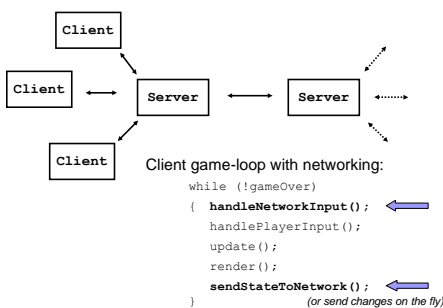 Client
Client
Server
Server
Client
Client game-loop with networking:
while (!gameOver)
{ handleNetworkInput();
handlePlayerInput();
update();
render();
sendStateToNetwork();
} (or send changes on the fly)